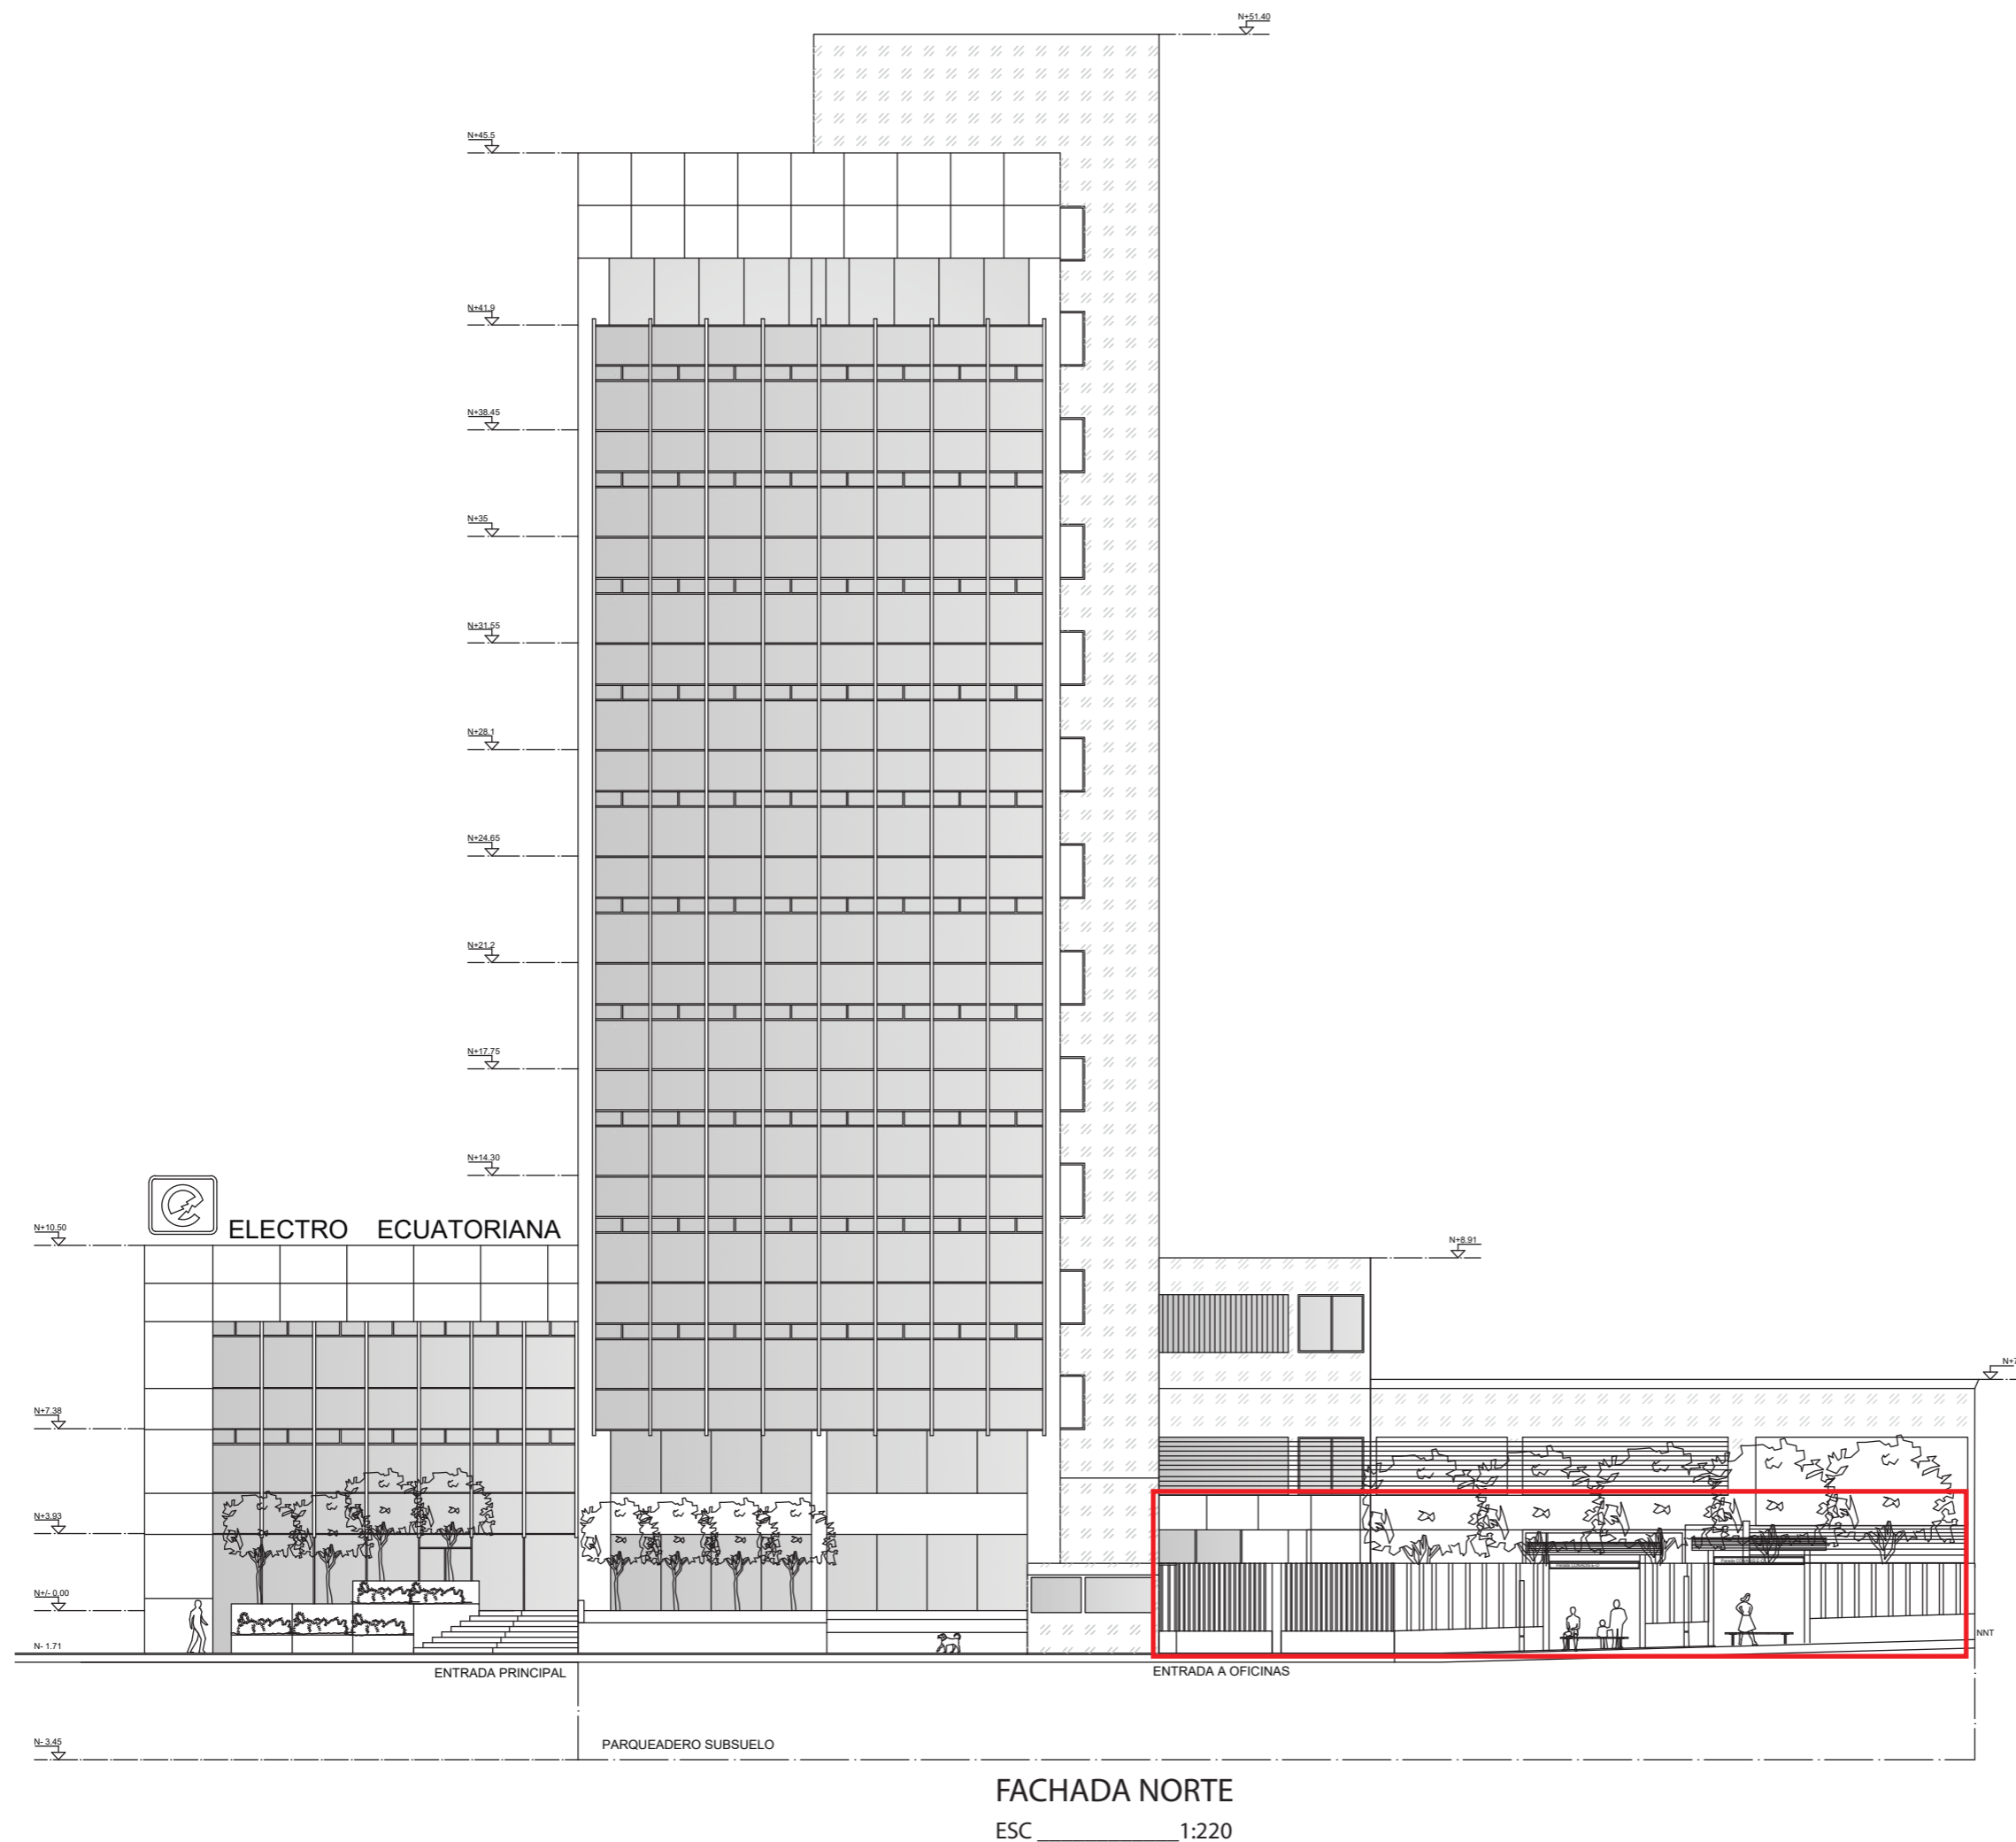 N+51.40
N+45.5
N+41.9
N+38.45
N+35
N+31.55
N+28.1
N+24.65
N+21.2
N+17.75
N+14.30
ELECTRO ECUATORIANA
N+10.50
N+8.91
N+7
N+7.38
N+3.93
N+/- 0.00
N- 1.71
NNT
ENTRADA PRINCIPAL
ENTRADA A OFICINAS
N- 3.45
PARQUEADERO SUBSUELO
FACHADA NORTE
ESC ____________1:220